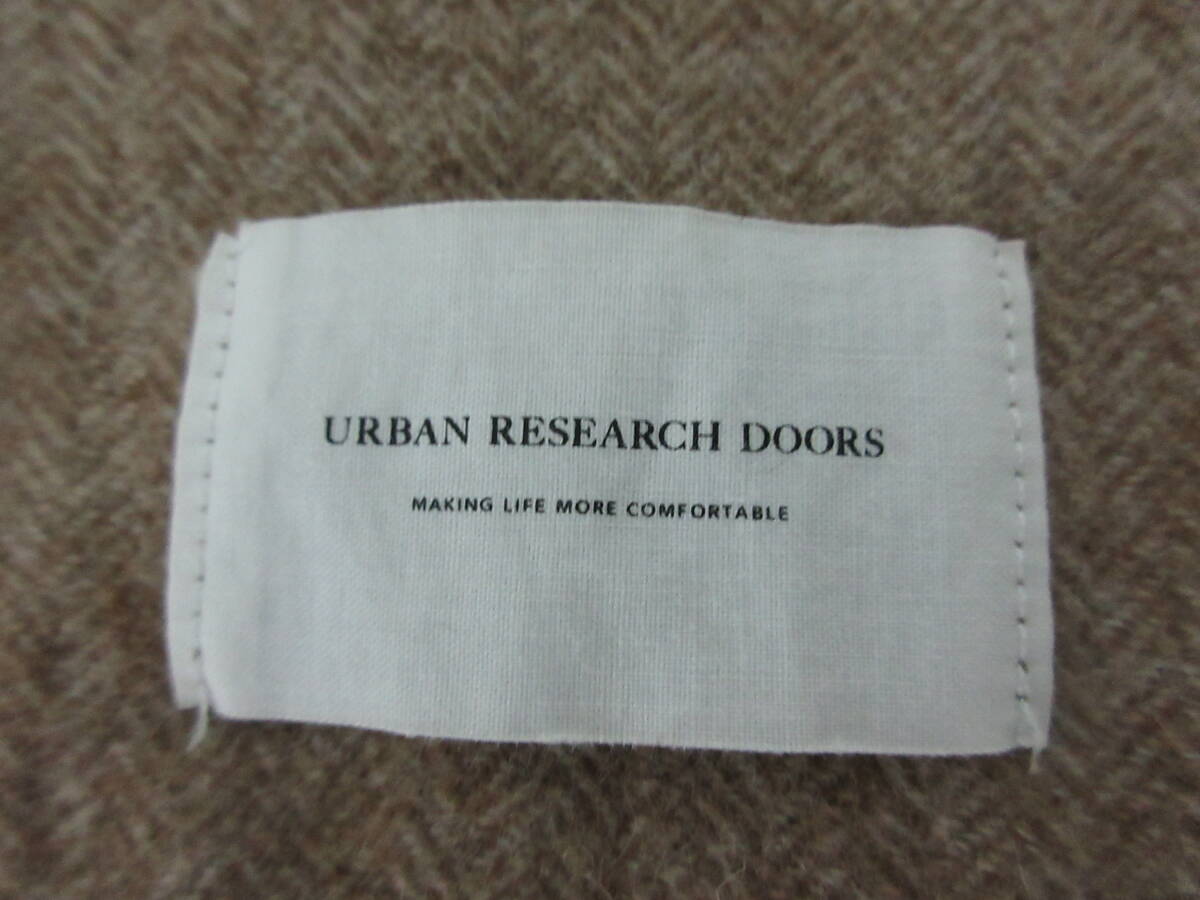 URBAN RESEARCH DOORS
MAKING LIFE MORE COMFORTABLE